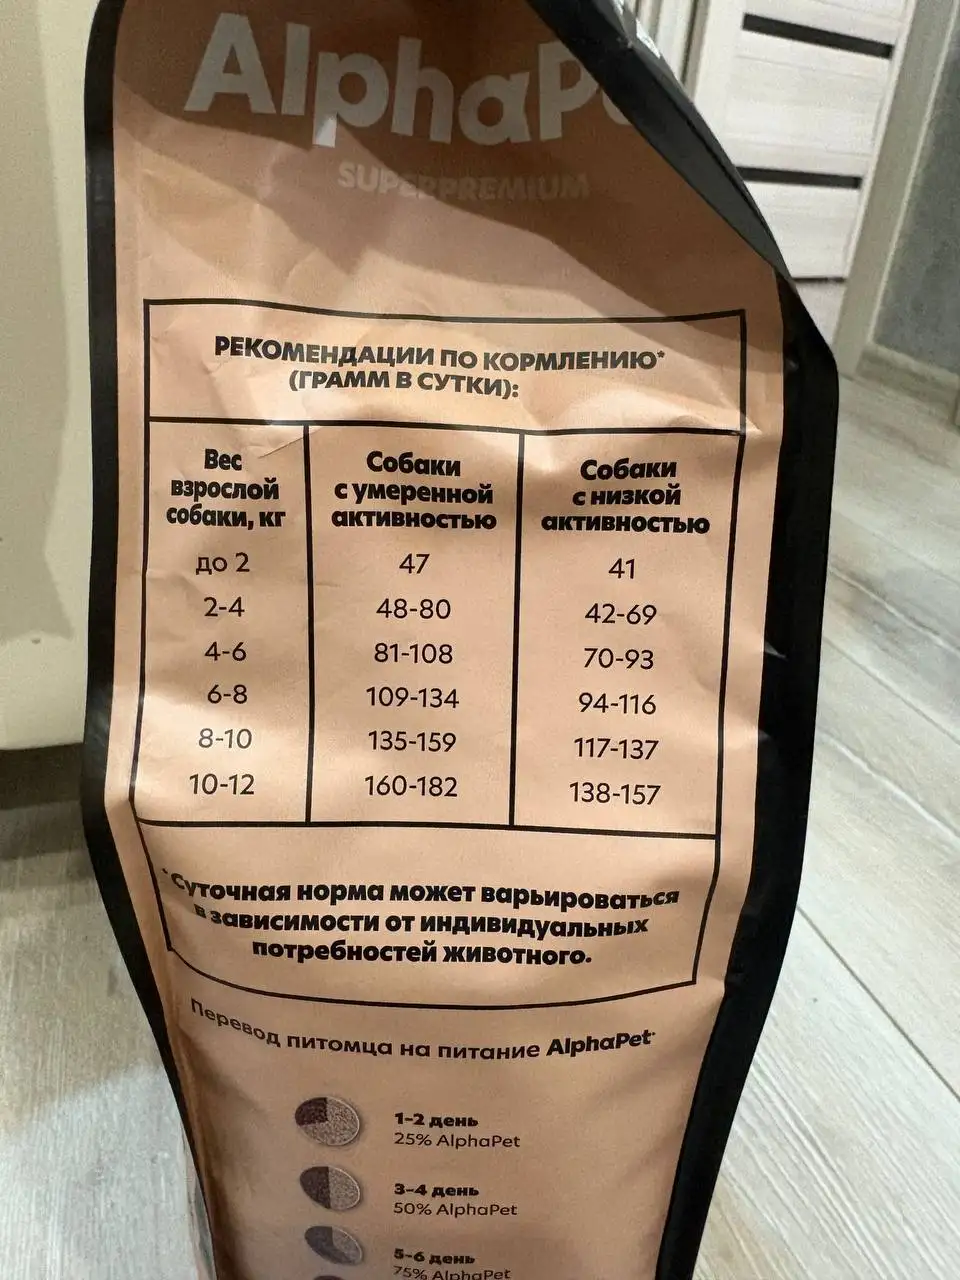 AlphaP
SUPERPREMIUM
РЕКОМЕНДАЦИИ ПО КОРМЛЕНИЮ*
(ГРАММ В СУТКИ):
Вес взрослой собаки, кг | Собаки с умеренной активностью | Собаки с низкой активностью
до 2 47 41
2-4 48-80 42-69
4-6 81-108 70-93
6-8 109-134 94-116
8-10 135-159 117-137
10-12 160-182 138-157
*Суточная норма может варьироваться
в зависимости от индивидуальных
потребностей животного.
Перевод питомца на питание AlphaPet
1-2 день
25% AlphaPet
3-4 день
50% AlphaPet
5-6 день
75% AlphaPet